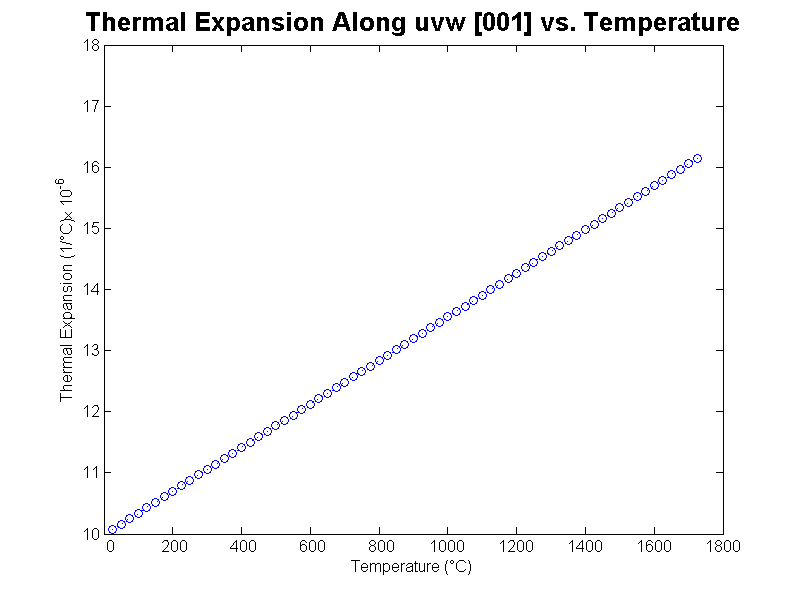 Thermal Expansion Along uvw [001] vs. Temperature
18
17
16
15
14
13
12
11
10
Thermal Expansion (1/°C)x 10-6
0 200 400 600 800 1000 1200 1400 1600 1800
Temperature (°C)